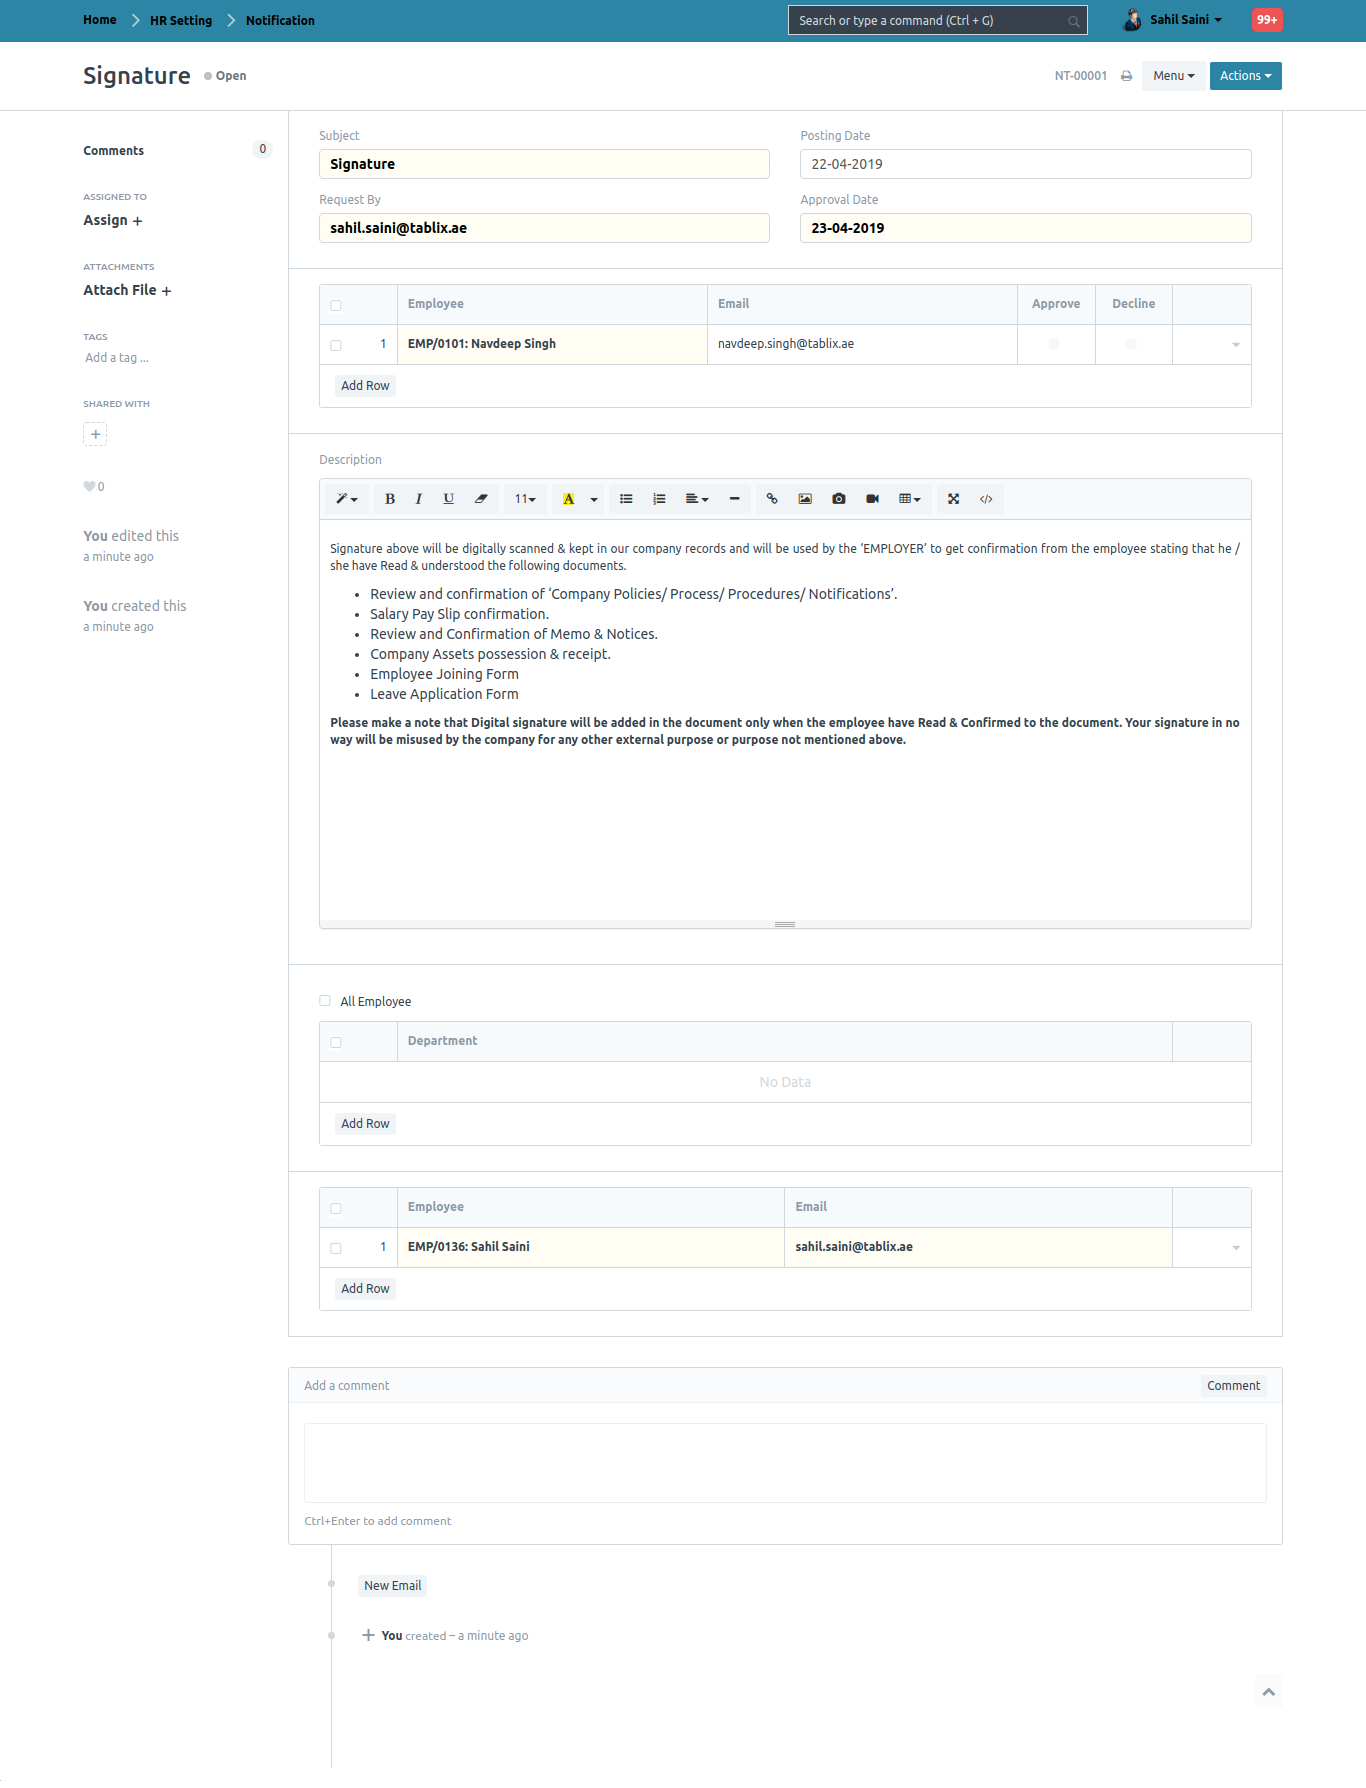 Home HR Setting Notification
Search or type a command (Ctrl + G)
Sahil Saini
99+
Signature Open
NT-00001 Menu Actions
Comments 0
ASSIGNED TO
Assign +
ATTACHMENTS
Attach File +
TAGS
Add a tag ...
SHARED WITH
+
0
You edited this
a minute ago
You created this
a minute ago
Subject
Signature
Posting Date
22-04-2019
Request By
sahil.saini@tablix.ae
Approval Date
23-04-2019
Employee Email Approve Decline
1 EMP/0101: Navdeep Singh navdeep.singh@tablix.ae
Add Row
Description
B I U 11 A </>
Signature above will be digitally scanned & kept in our company records and will be used by the ‘EMPLOYER’ to get confirmation from the employee stating that he /
she have Read & understood the following documents.
• Review and confirmation of ‘Company Policies/ Process/ Procedures/ Notifications’.
• Salary Pay Slip confirmation.
• Review and Confirmation of Memo & Notices.
• Company Assets possession & receipt.
• Employee Joining Form
• Leave Application Form
Please make a note that Digital signature will be added in the document only when the employee have Read & Confirmed to the document. Your signature in no
way will be misused by the company for any other external purpose or purpose not mentioned above.
All Employee
Department
No Data
Add Row
Employee Email
1 EMP/0136: Sahil Saini sahil.saini@tablix.ae
Add Row
Add a comment Comment
Ctrl+Enter to add comment
New Email
+ You created – a minute ago